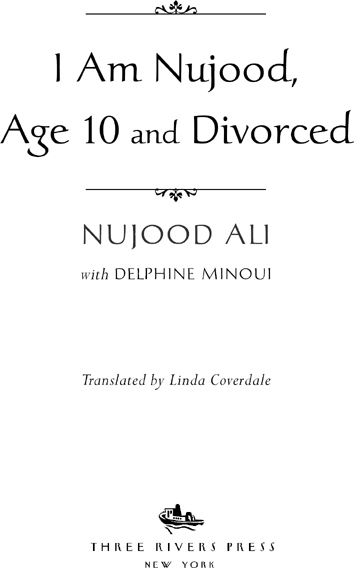 I Am Nujood,
Age 10 and Divorced
NUJOOD ALI
with DELPHINE MINOUI
Translated by Linda Coverdale
THREE RIVERS PRESS
NEW YORK